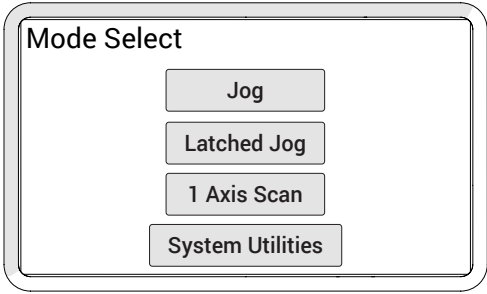 Mode Select
Jog
Latched Jog
1 Axis Scan
System Utilities